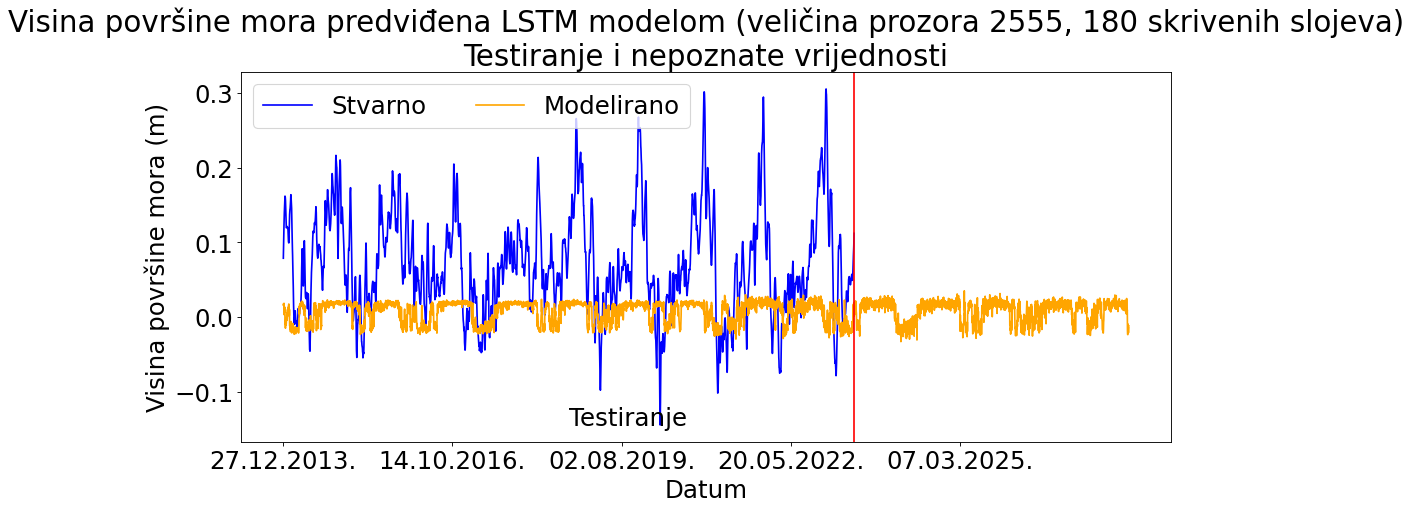 Visina površine mora predviđena LSTM modelom (veličina prozora 2555, 180 skrivenih slojeva)
Testiranje i nepoznate vrijednosti
Stvarno
Modelirano
Visina površine mora (m)
0.3
0.2
0.1
0.0
−0.1
Testiranje
27.12.2013.
14.10.2016.
02.08.2019.
20.05.2022.
07.03.2025.
Datum